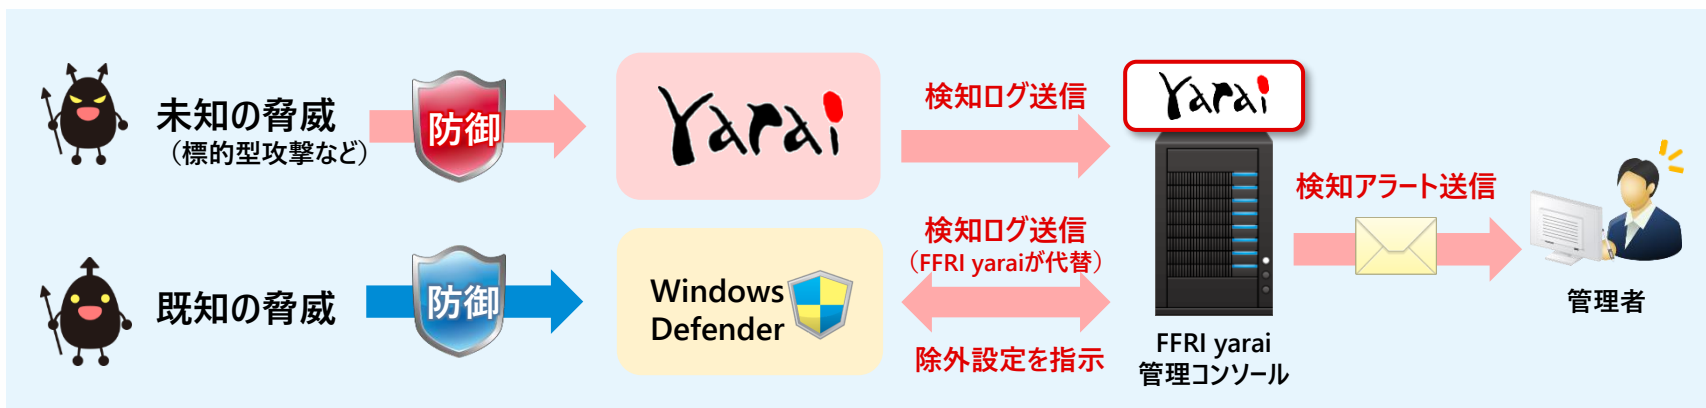 未知の脅威
（標的型攻撃など）
防御
Yarai
検知ログ送信
Yarai
検知アラート送信
既知の脅威
防御
Windows
Defender
検知ログ送信
（FFRI yaraiが代替）
除外設定を指示
FFRI yarai
管理コンソール
管理者